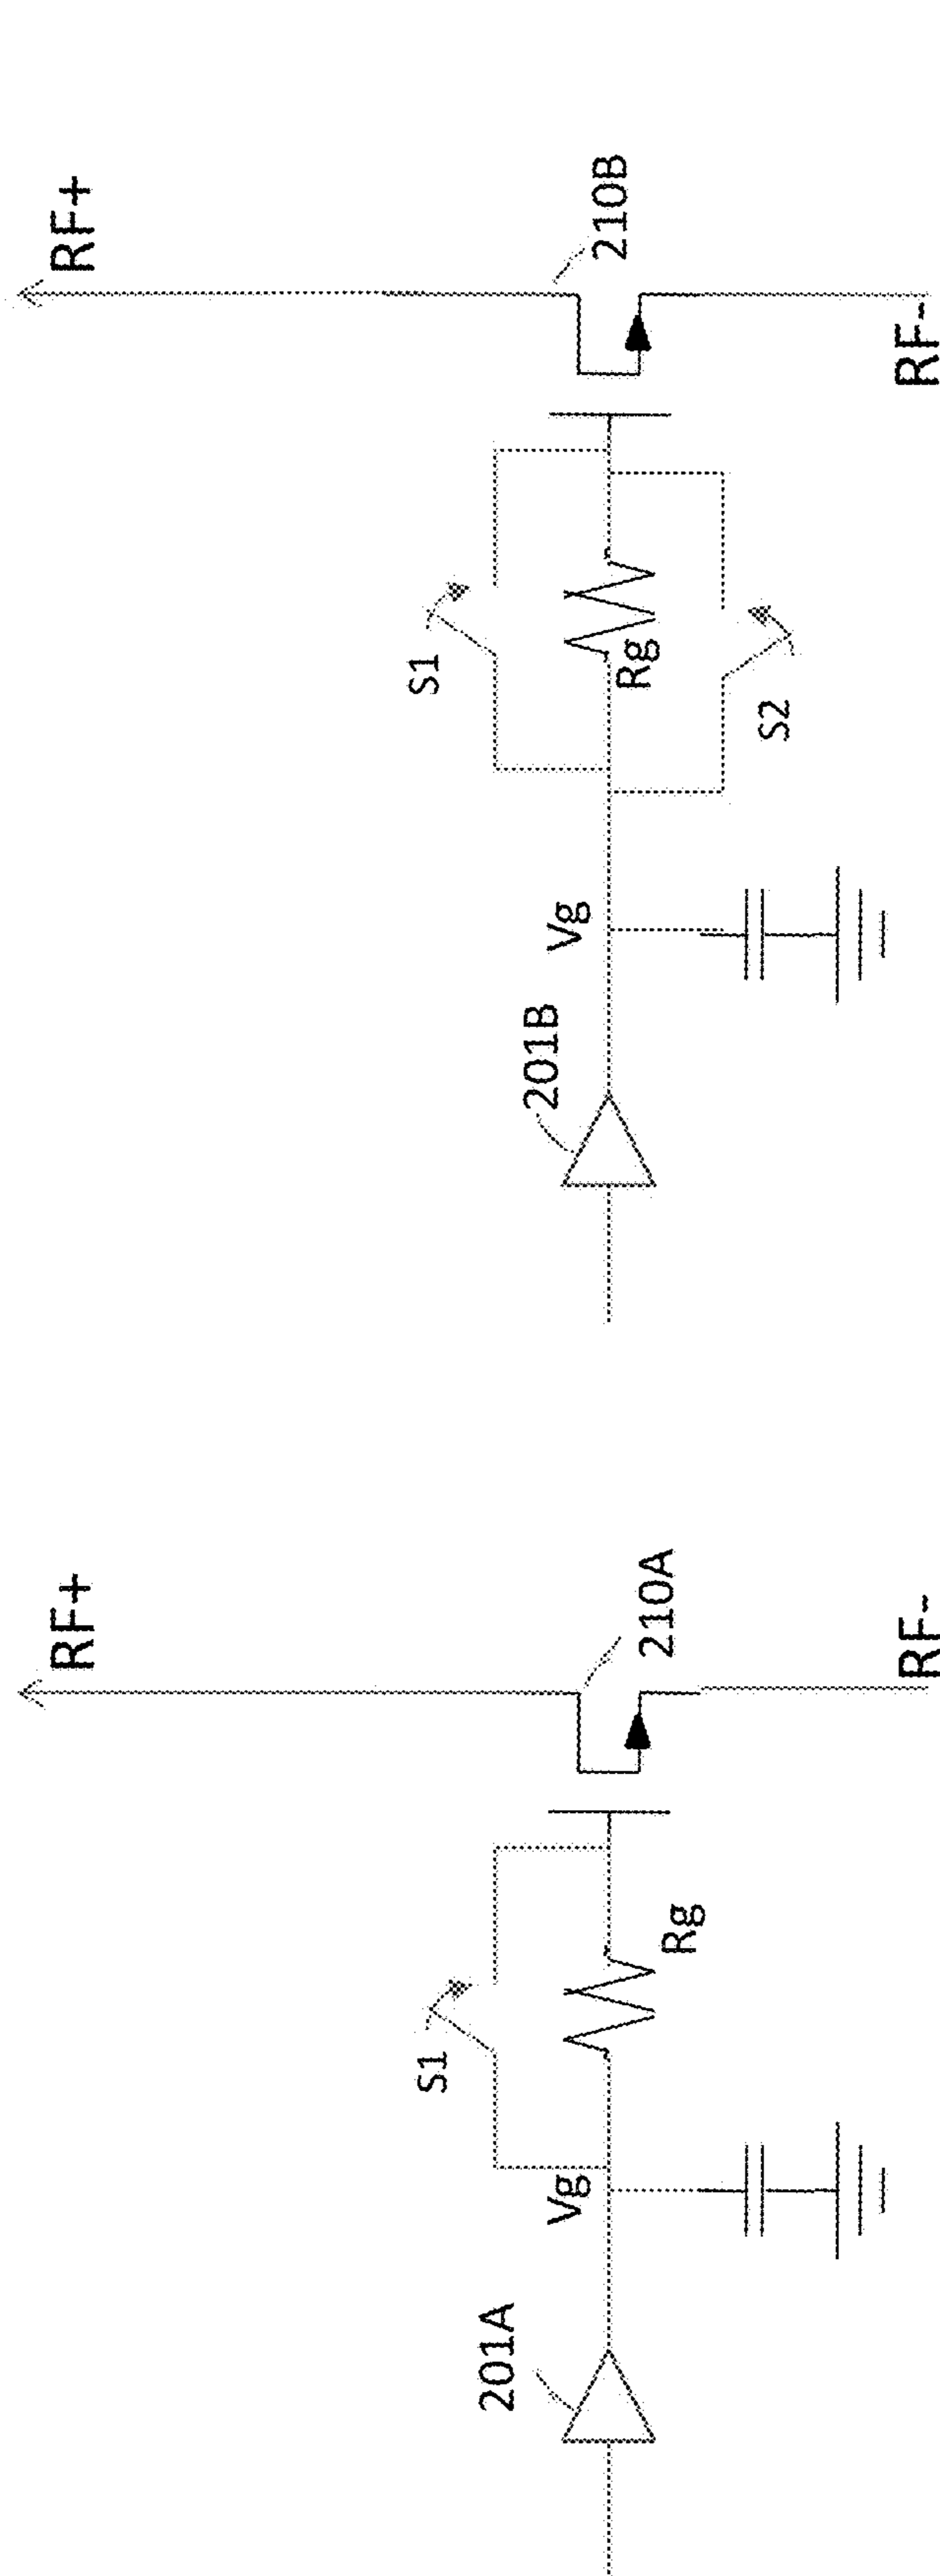 RF+
210A
S1
Rg
Vg
201A
RF-
RF+
210B
S1
Rg
S2
Vg
201B
RF-